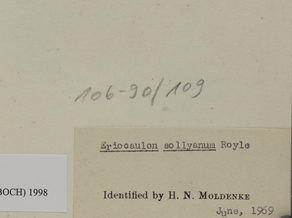 106-90/109
Eriocaulon sollyanum Royle
BOCH) 1998
Identified by H. N. MOLDENKE
June, 1969